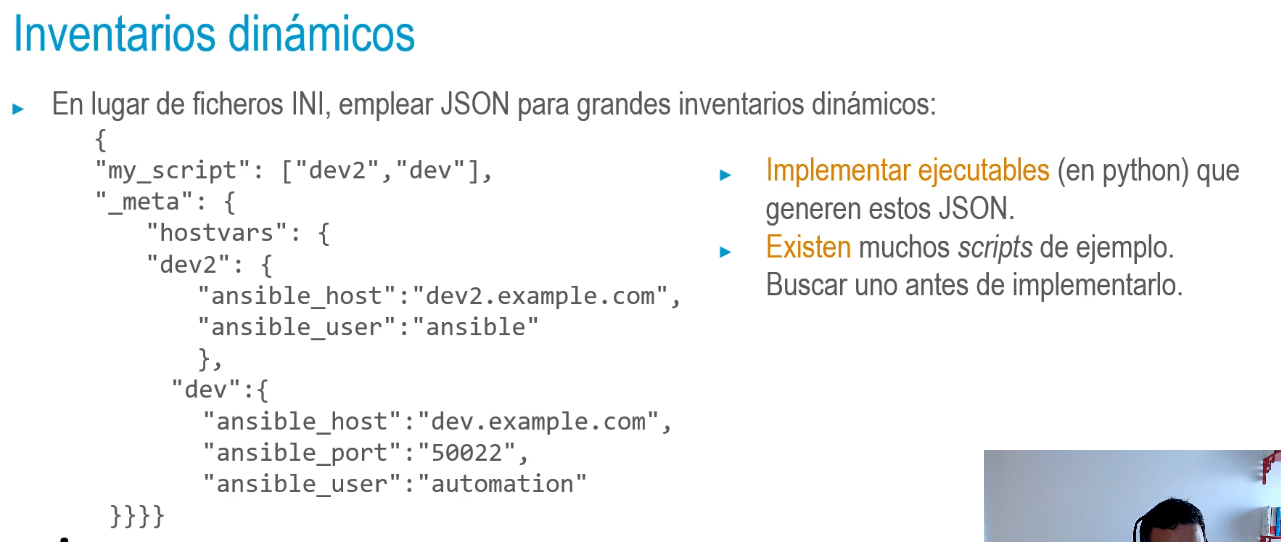 Inventarios dinámicos
En lugar de ficheros INI, emplear JSON para grandes inventarios dinámicos:
{
"my_script": ["dev2","dev"],
"_meta": {
"hostvars": {
"dev2": {
"ansible_host":"dev2.example.com",
"ansible_user":"ansible"
},
"dev":{
"ansible_host":"dev.example.com",
"ansible_port":"50022",
"ansible_user":"automation"
}}}}
Implementar ejecutables (en python) que
generen estos JSON.
Existen muchos scripts de ejemplo.
Buscar uno antes de implementarlo.